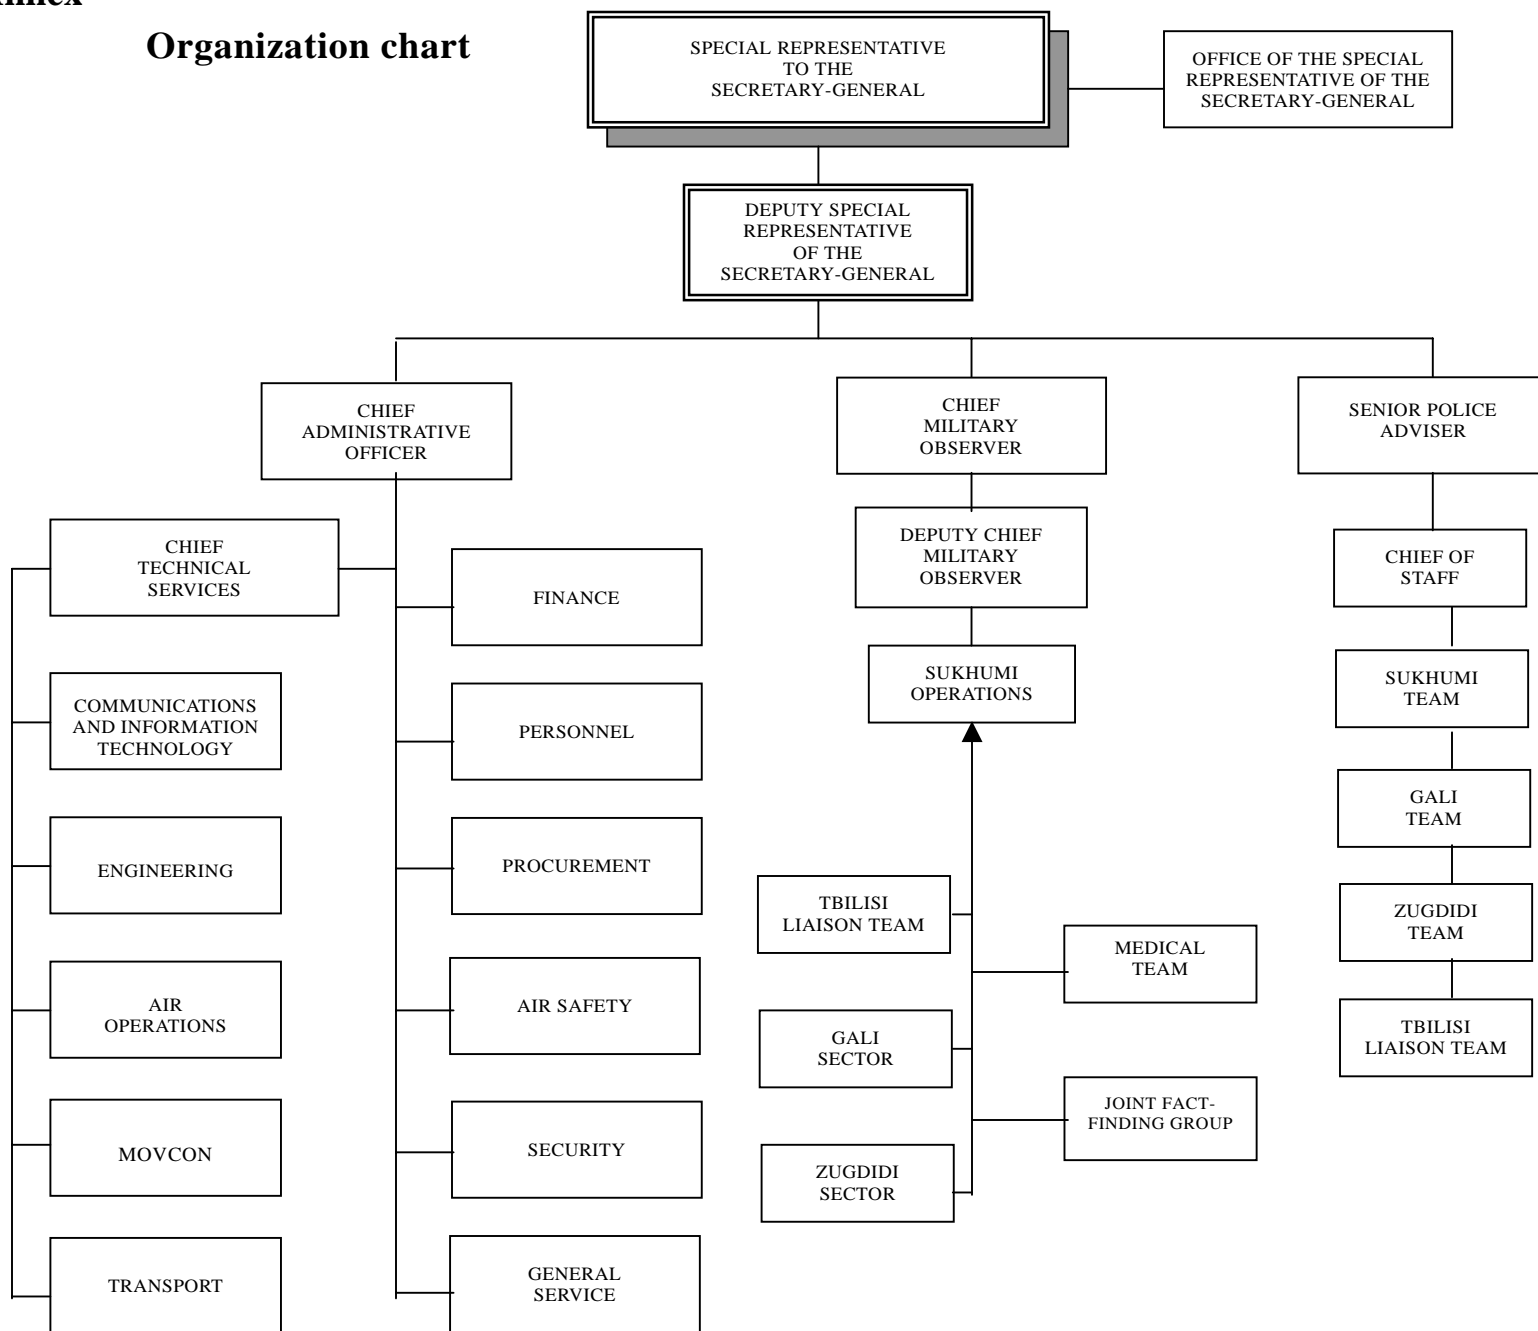 Organization chart
SPECIAL REPRESENTATIVE
TO THE
SECRETARY-GENERAL
OFFICE OF THE SPECIAL
REPRESENTATIVE OF THE
SECRETARY-GENERAL
DEPUTY SPECIAL
REPRESENTATIVE
OF THE
SECRETARY-GENERAL
CHIEF
ADMINISTRATIVE
OFFICER
CHIEF
MILITARY
OBSERVER
SENIOR POLICE
ADVISER
CHIEF
TECHNICAL
SERVICES
FINANCE
DEPUTY CHIEF
MILITARY
OBSERVER
CHIEF OF
STAFF
COMMUNICATIONS
AND INFORMATION
TECHNOLOGY
PERSONNEL
SUKHUMI
OPERATIONS
SUKHUMI
TEAM
GALI
TEAM
ENGINEERING
PROCUREMENT
TBILISI
LIAISON TEAM
MEDICAL
TEAM
ZUGDIDI
TEAM
AIR
OPERATIONS
AIR SAFETY
GALI
SECTOR
TBILISI
LIAISON TEAM
JOINT FACT-
FINDING GROUP
MOVCON
SECURITY
ZUGDIDI
SECTOR
TRANSPORT
GENERAL
SERVICE